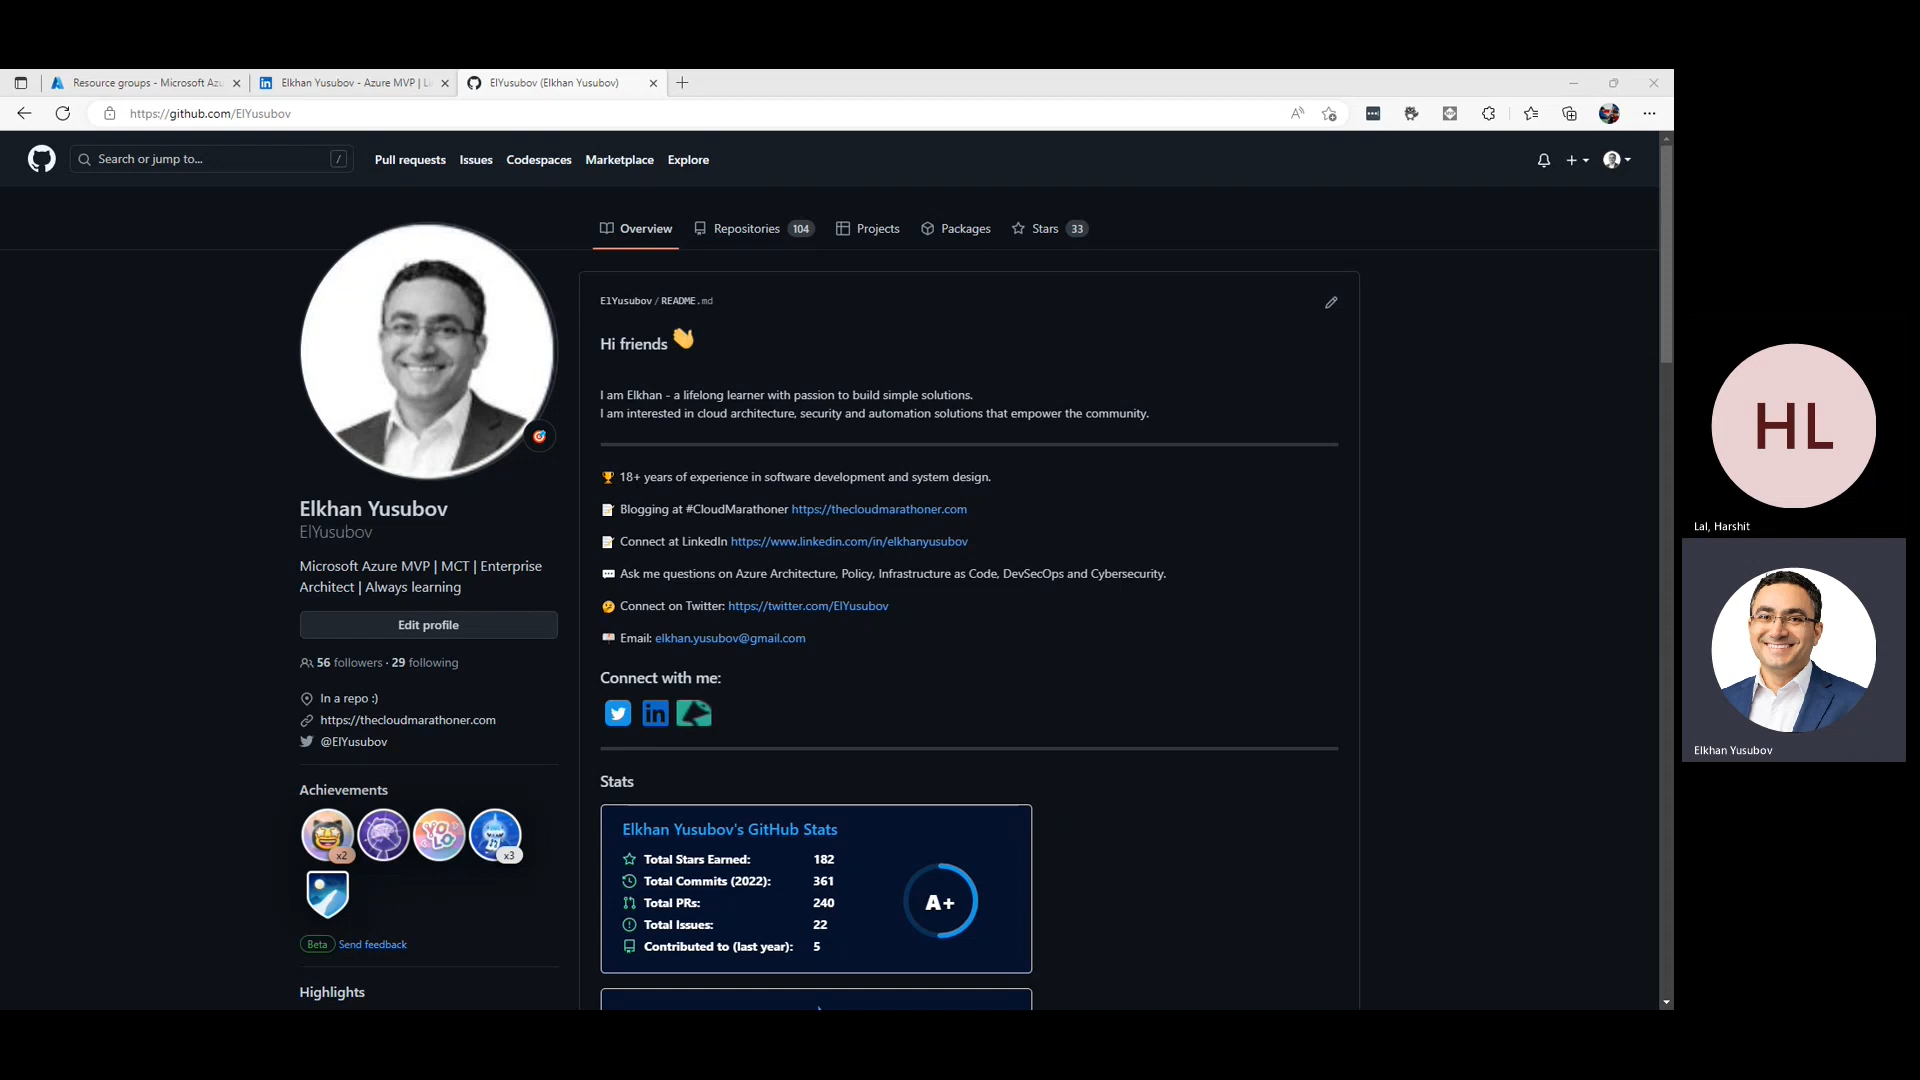 Resource groups - Microsoft Azu
Elkhan Yusubov - Azure MVP | Li
ElYusubov (Elkhan Yusubov)
https://github.com/ElYusubov
Search or jump to...
/
Pull requests
Issues
Codespaces
Marketplace
Explore
Overview
Repositories 104
Projects
Packages
Stars 33
ElYusubov / README.md
Hi friends 👋
I am Elkhan - a lifelong learner with passion to build simple solutions.
I am interested in cloud architecture, security and automation solutions that empower the community.
🏆 18+ years of experience in software development and system design.
📝 Blogging at #CloudMarathoner https://thecloudmarathoner.com
📝 Connect at LinkedIn https://www.linkedin.com/in/elkhanyusubov
💬 Ask me questions on Azure Architecture, Policy, Infrastructure as Code, DevSecOps and Cybersecurity.
🤔 Connect on Twitter: https://twitter.com/ElYusubov
📫 Email: elkhan.yusubov@gmail.com
Connect with me:
in
Stats
Elkhan Yusubov's GitHub Stats
Total Stars Earned: 182
Total Commits (2022): 361
Total PRs: 240
Total Issues: 22
Contributed to (last year): 5
A+
Elkhan Yusubov
ElYusubov
Microsoft Azure MVP | MCT | Enterprise
Architect | Always learning
Edit profile
56 followers · 29 following
In a repo :)
https://thecloudmarathoner.com
@ElYusubov
Achievements
x2
YOLO
x3
Beta Send feedback
Highlights
HL
Lal, Harshit
Elkhan Yusubov